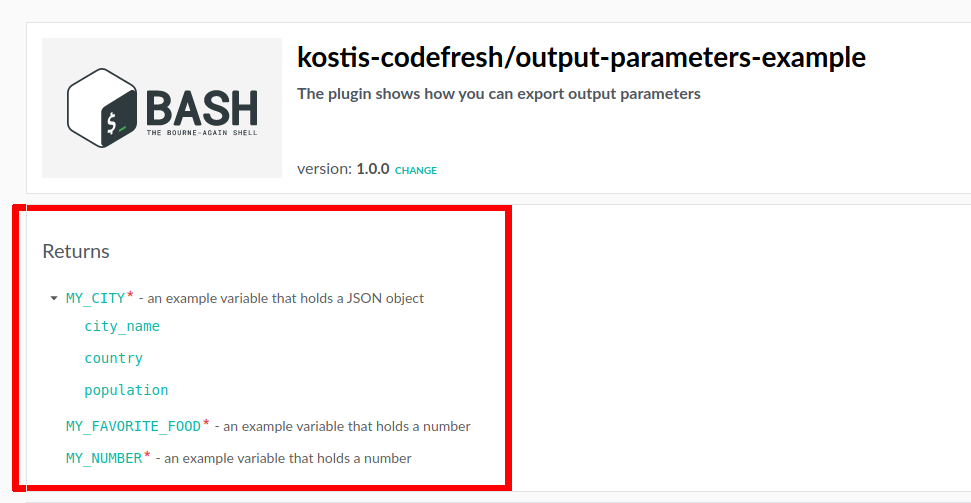 kostis-codefresh/output-parameters-example
The plugin shows how you can export output parameters
$_
BASH
THE BOURNE-AGAIN SHELL
version: 1.0.0 CHANGE
Returns
MY_CITY* - an example variable that holds a JSON object
city_name
country
population
MY_FAVORITE_FOOD* - an example variable that holds a number
MY_NUMBER* - an example variable that holds a number